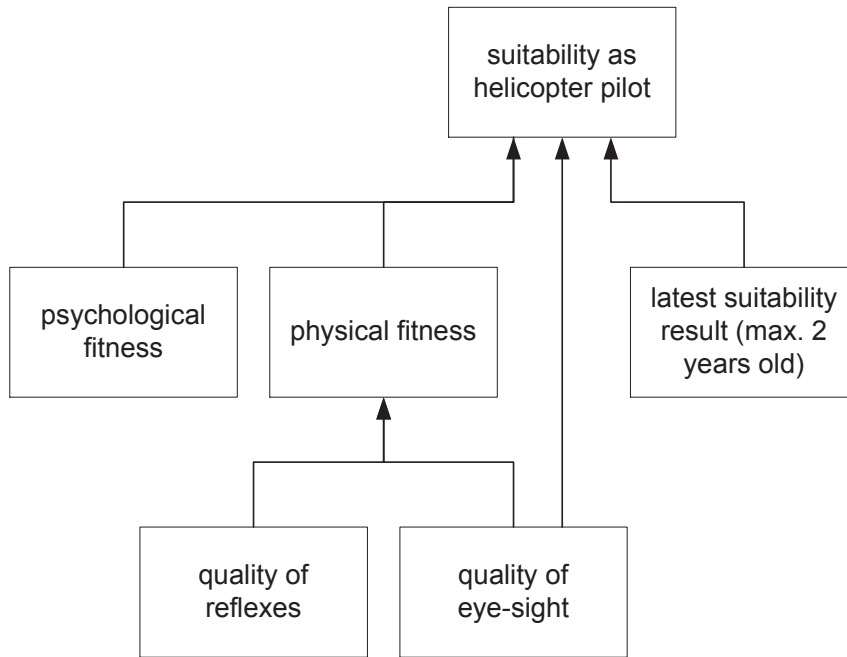 suitability as
helicopter pilot
psychological
fitness
physical fitness
latest suitability
result (max. 2
years old)
quality of
reflexes
quality of
eye-sight